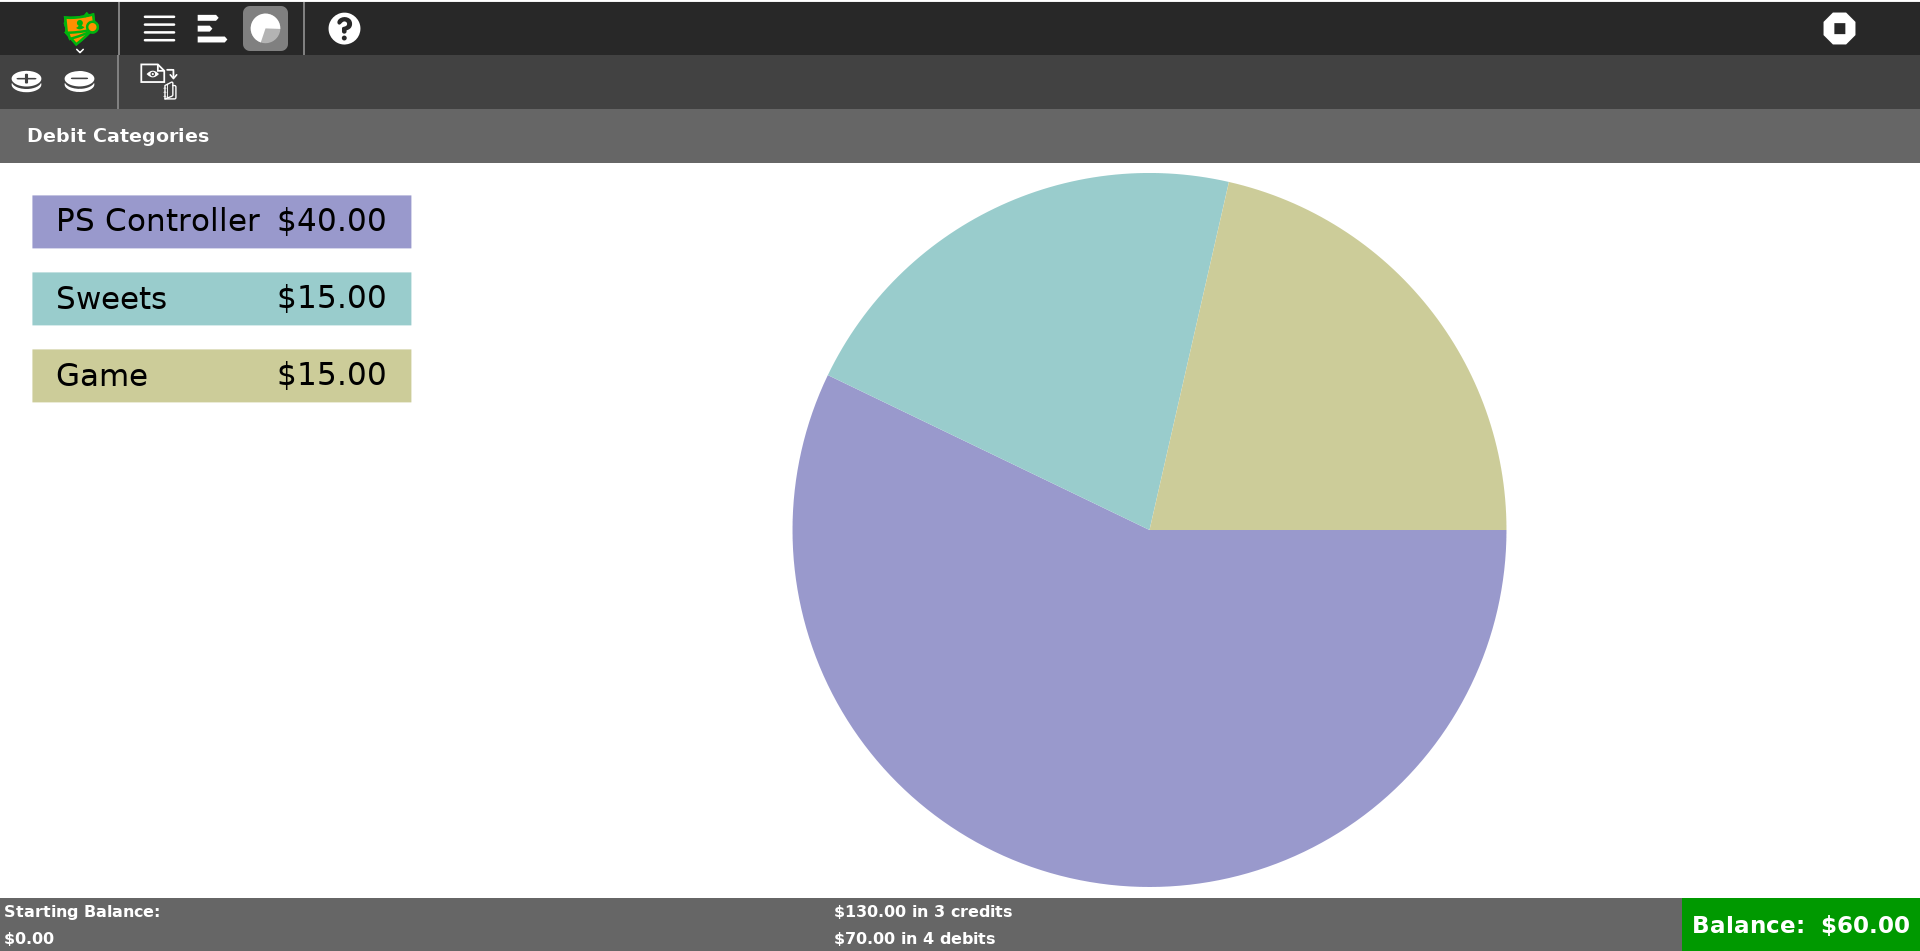 Debit Categories
PS Controller $40.00
Sweets $15.00
Game $15.00
Starting Balance:
$0.00
$130.00 in 3 credits
$70.00 in 4 debits
Balance: $60.00